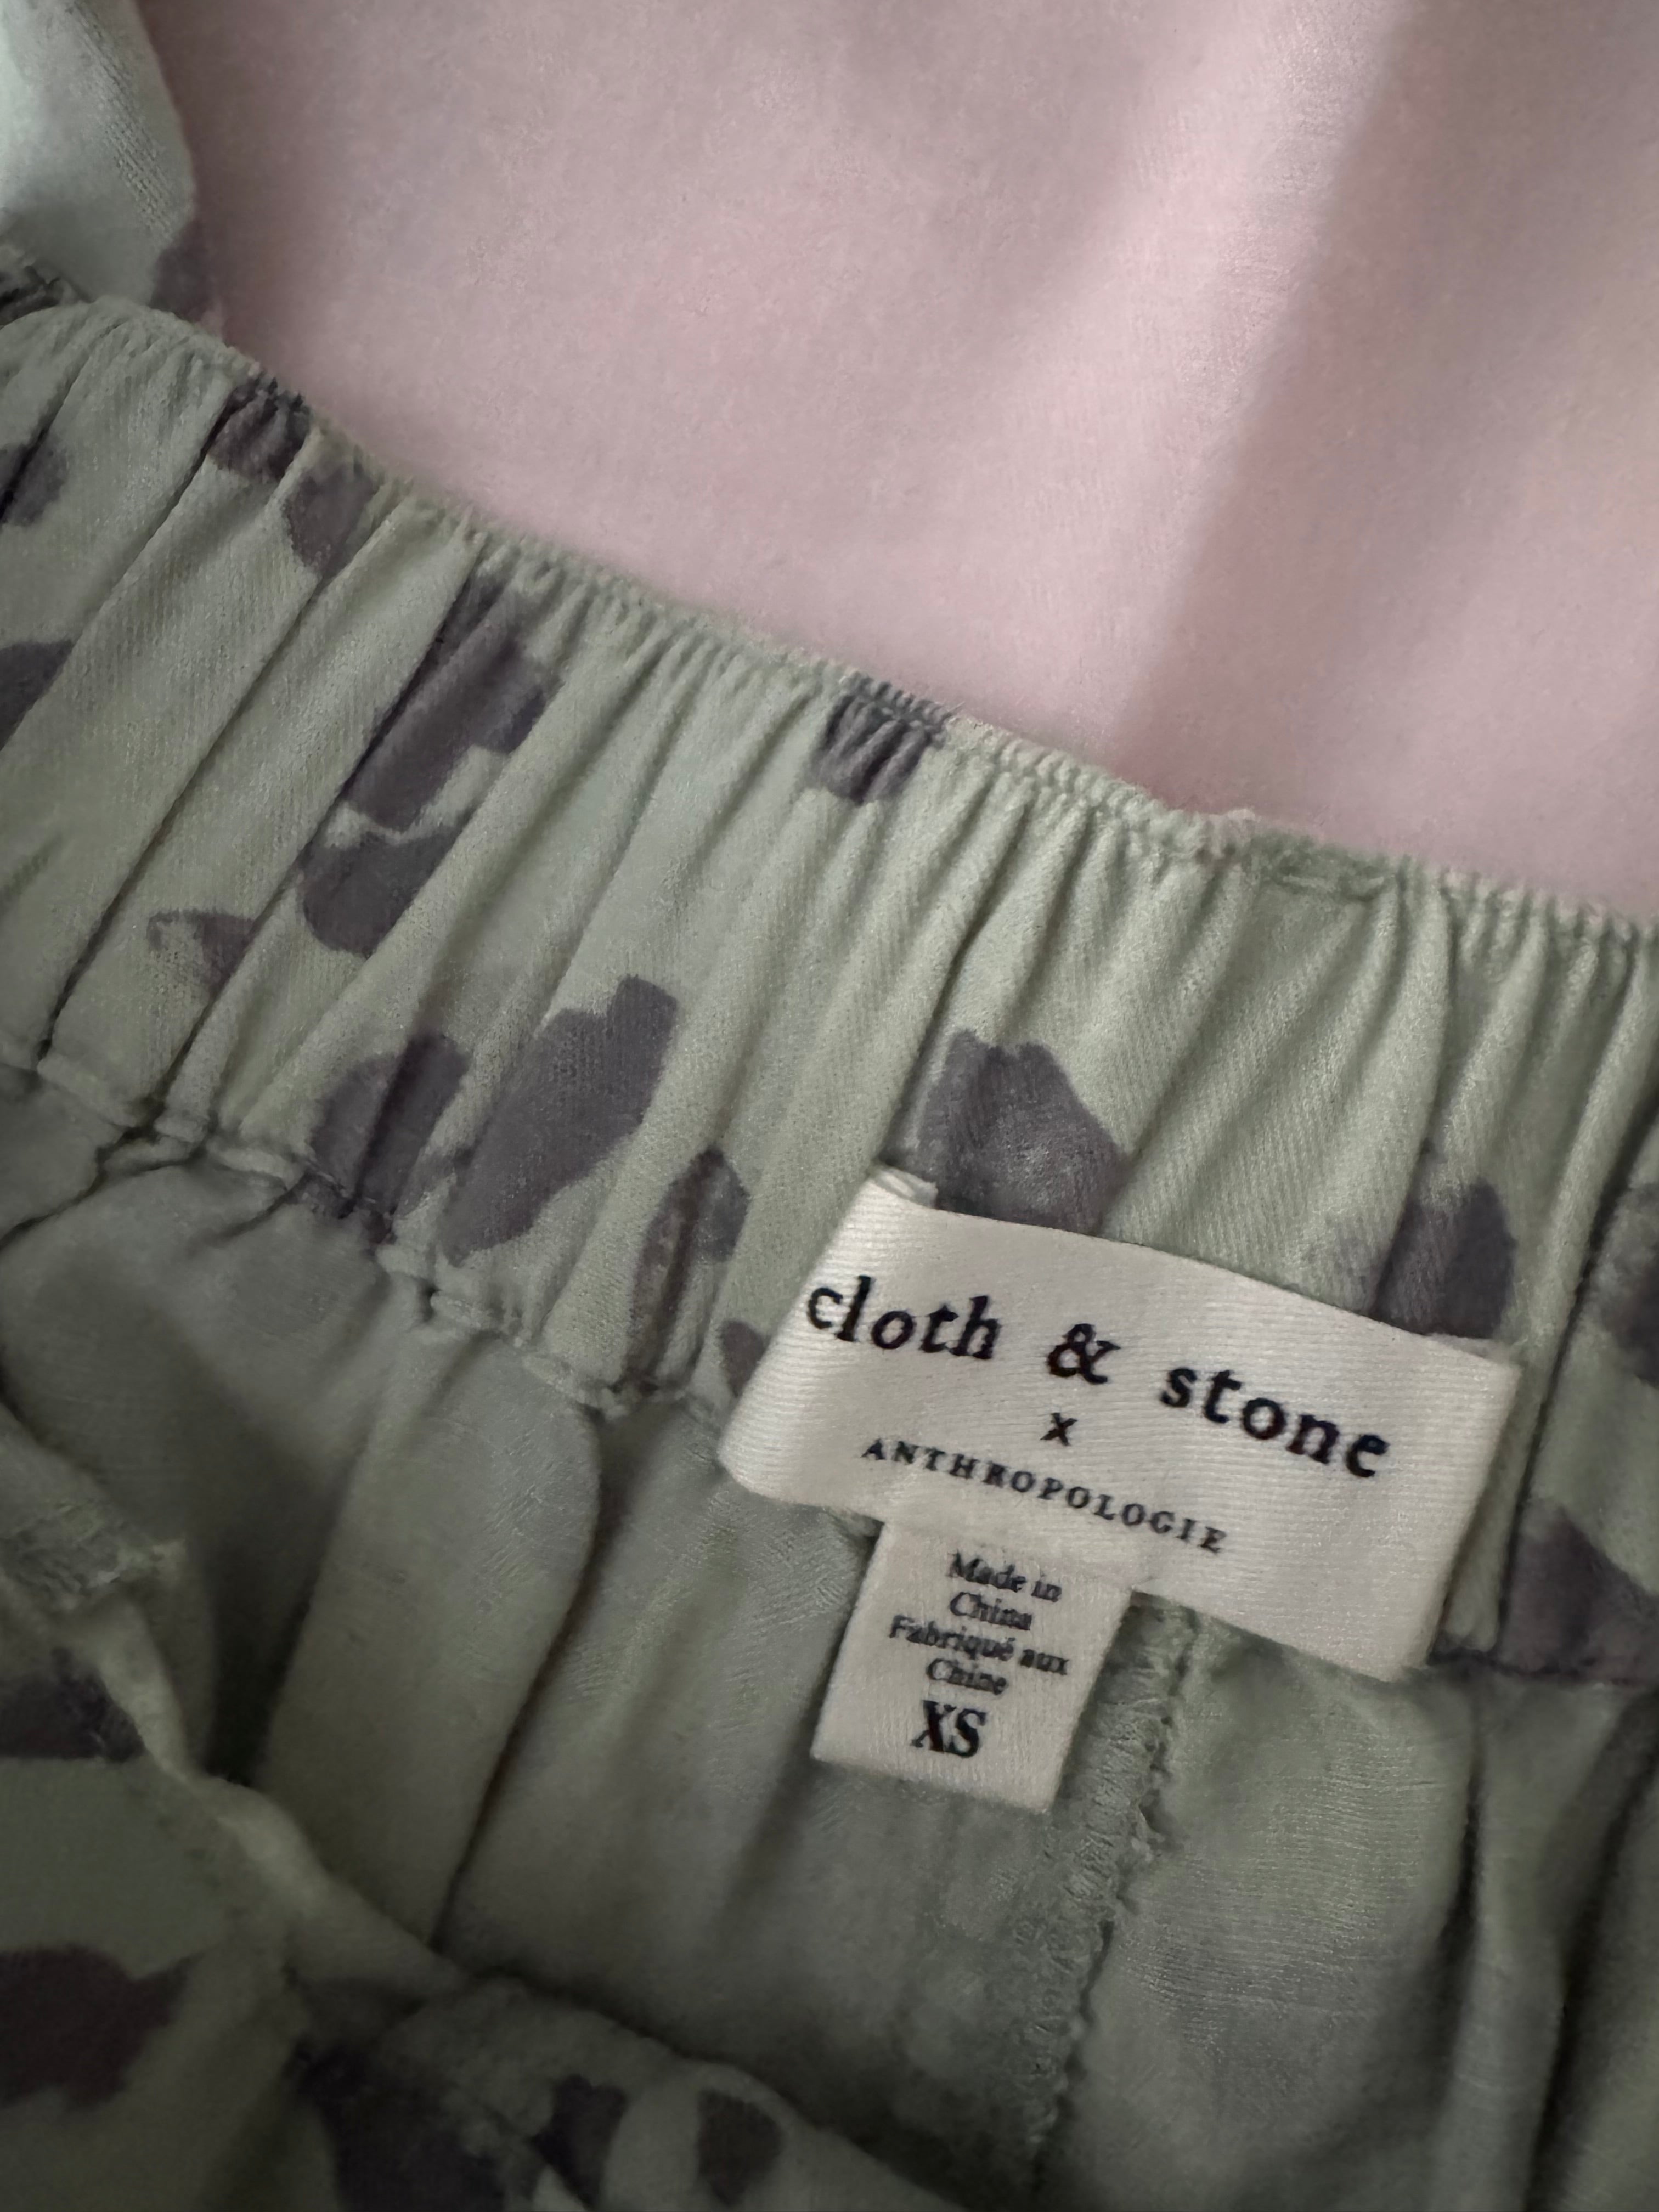 cloth & stone
x
ANTHROPOLOGIE
Made in
China
Fabriqué aux
Chine
XS